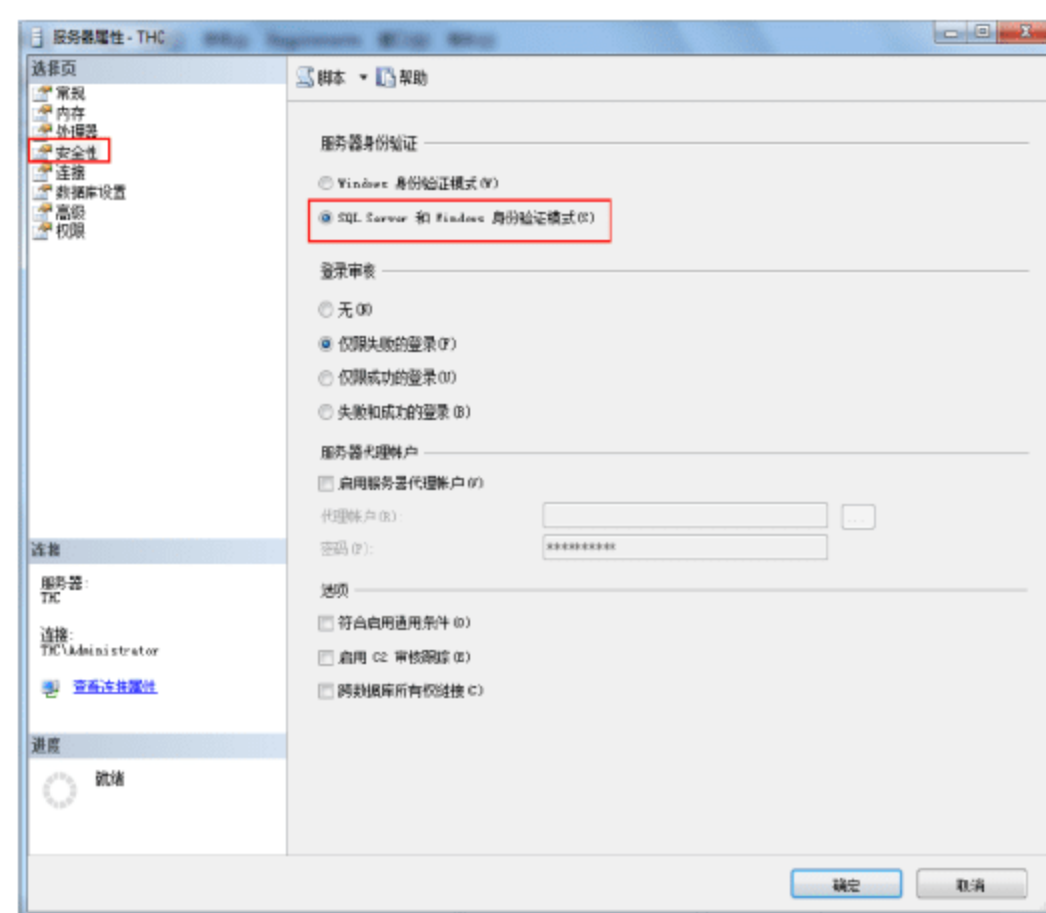 服务器属性 - THC
选择页
常规
内存
处理器
安全性
连接
数据库设置
高级
权限
脚本 帮助
服务器身份验证
Windows 身份验证模式(W)
SQL Server 和 Windows 身份验证模式(S)
登录审核
无(N)
仅限失败的登录(F)
仅限成功的登录(U)
失败和成功的登录(B)
服务器代理帐户
启用服务器代理帐户(V)
代理帐户(R):
...
密码(P):
**********
选项
符合启用通用条件(D)
启用 C2 审核跟踪(E)
跨数据库所有权链接(C)
连接
服务器:
THC
连接:
THC\Administrator
查看连接属性
进度
就绪
确定
取消